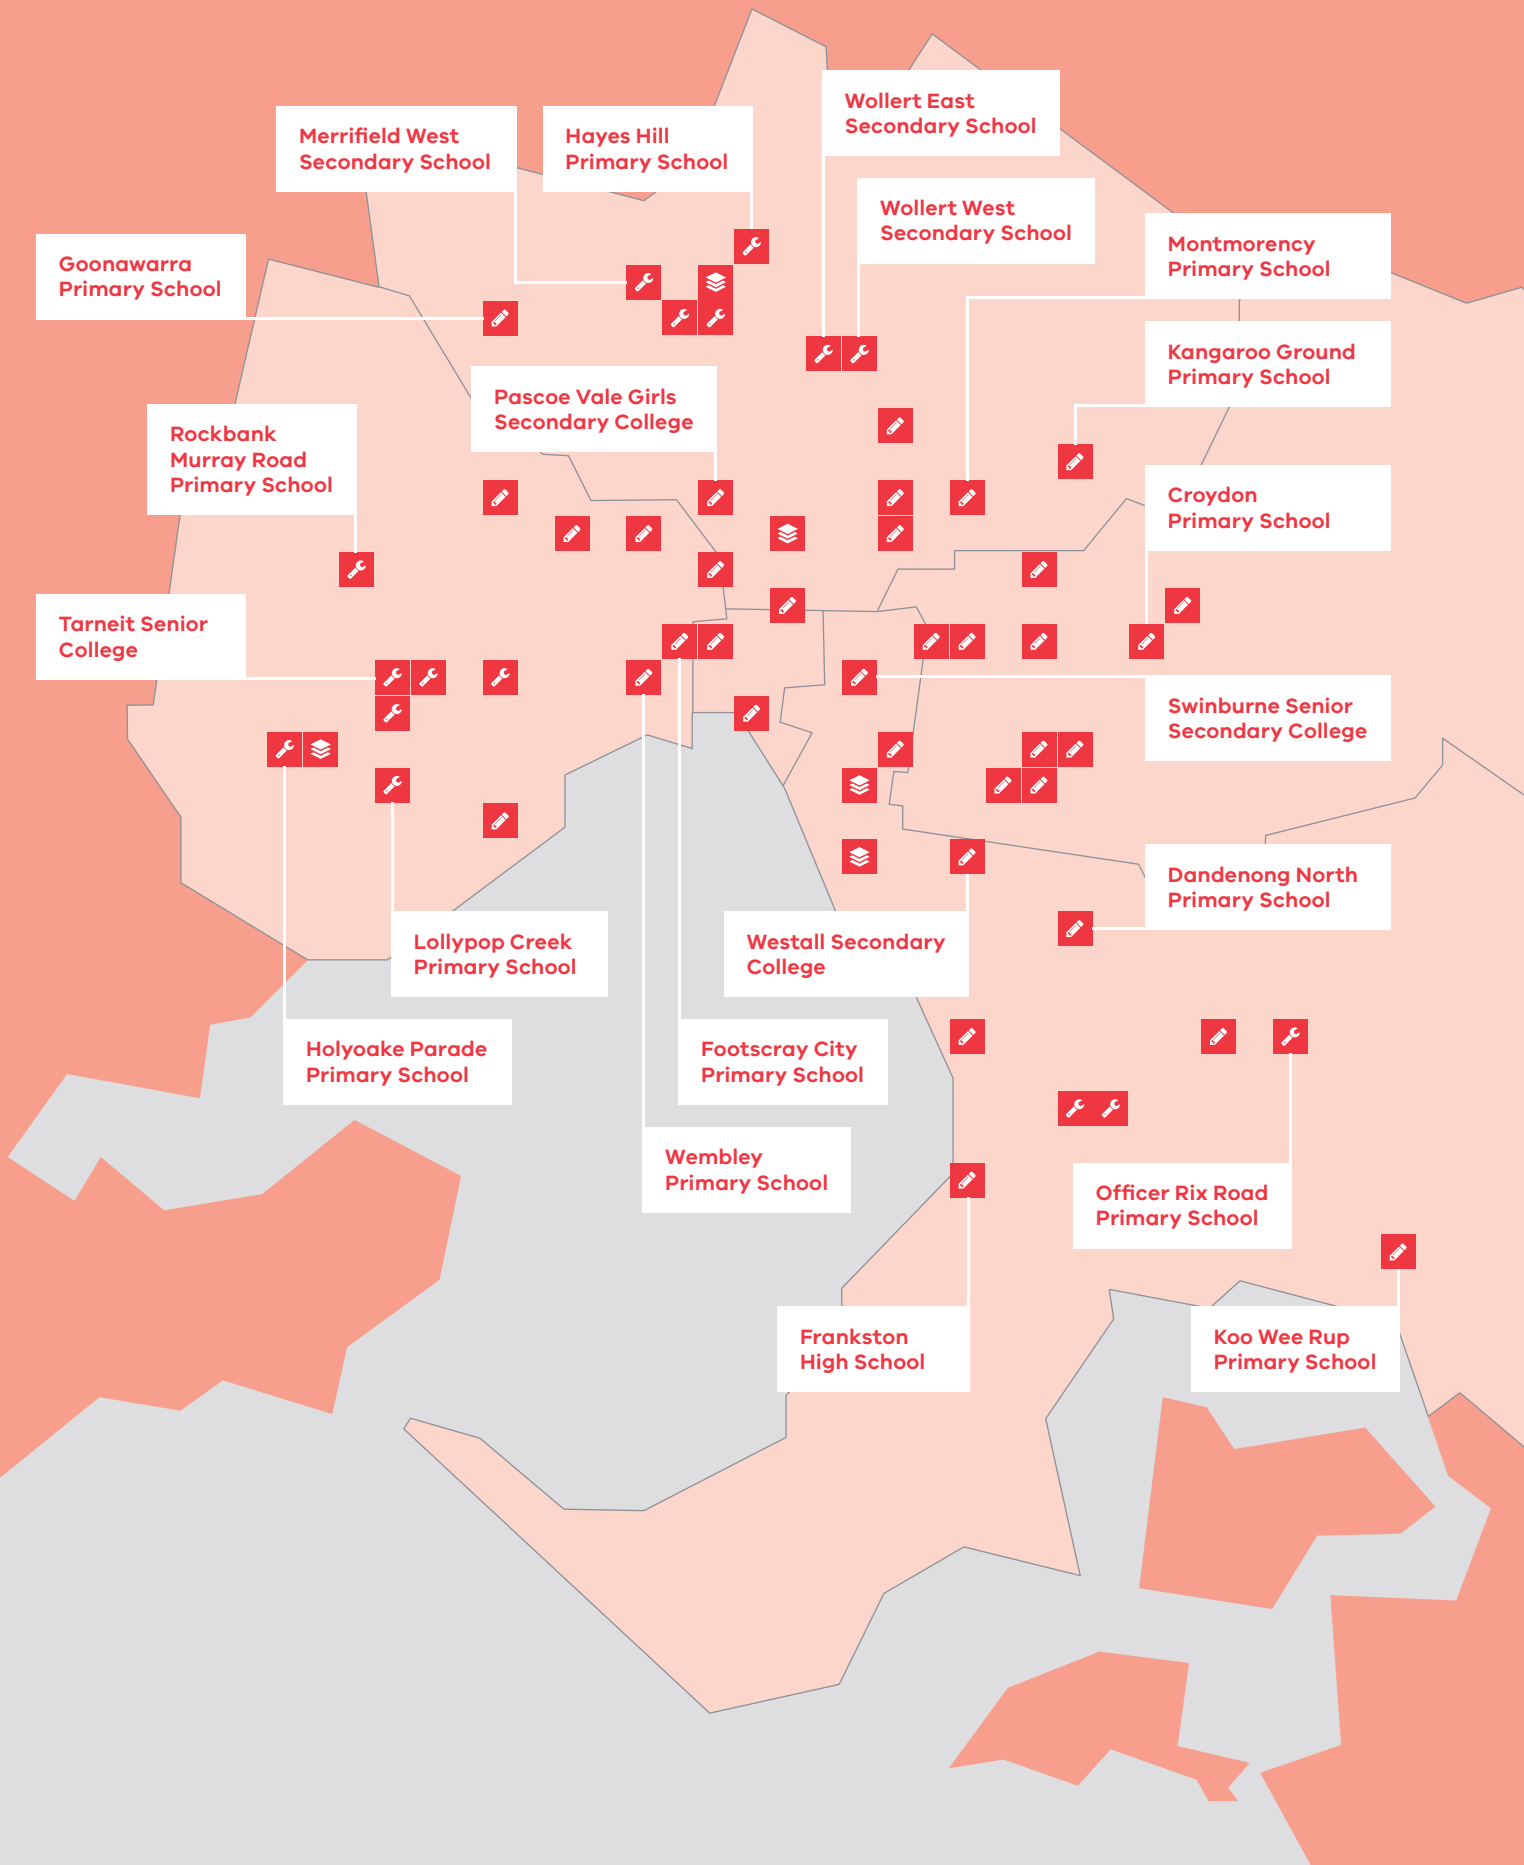 Wollert East
Secondary School
Merrifield West
Secondary School
Hayes Hill
Primary School
Wollert West
Secondary School
Montmorency
Primary School
Goonawarra
Primary School
Kangaroo Ground
Primary School
Pascoe Vale Girls
Secondary College
Rockbank
Murray Road
Primary School
Croydon
Primary School
Tarneit Senior
College
Swinburne Senior
Secondary College
Dandenong North
Primary School
Lollypop Creek
Primary School
Westall Secondary
College
Holyoake Parade
Primary School
Footscray City
Primary School
Wembley
Primary School
Officer Rix Road
Primary School
Frankston
High School
Koo Wee Rup
Primary School